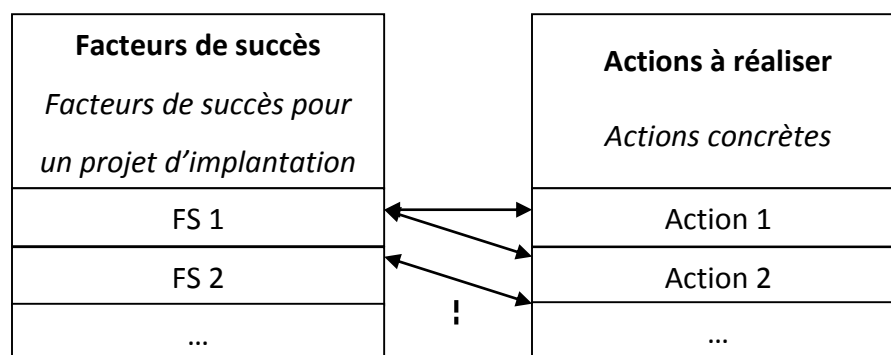 Facteurs de succès
Facteurs de succès pour
un projet d’implantation
FS 1
FS 2
…
Actions à réaliser
Actions concrètes
Action 1
Action 2
…